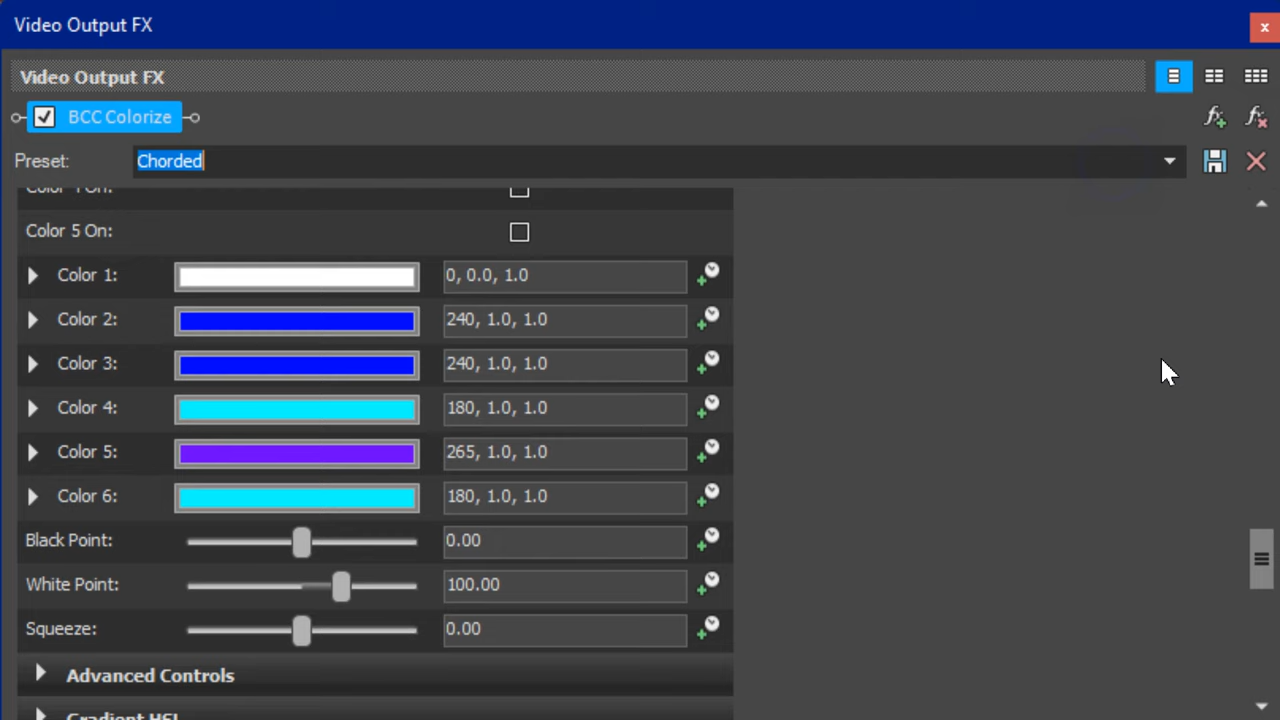 Video Output FX
x
Video Output FX
BCC Colorize
Preset: Chorded
Color 5 On:
Color 1: 0, 0.0, 1.0
Color 2: 240, 1.0, 1.0
Color 3: 240, 1.0, 1.0
Color 4: 180, 1.0, 1.0
Color 5: 265, 1.0, 1.0
Color 6: 180, 1.0, 1.0
Black Point: 0.00
White Point: 100.00
Squeeze: 0.00
Advanced Controls
Gradient HSL